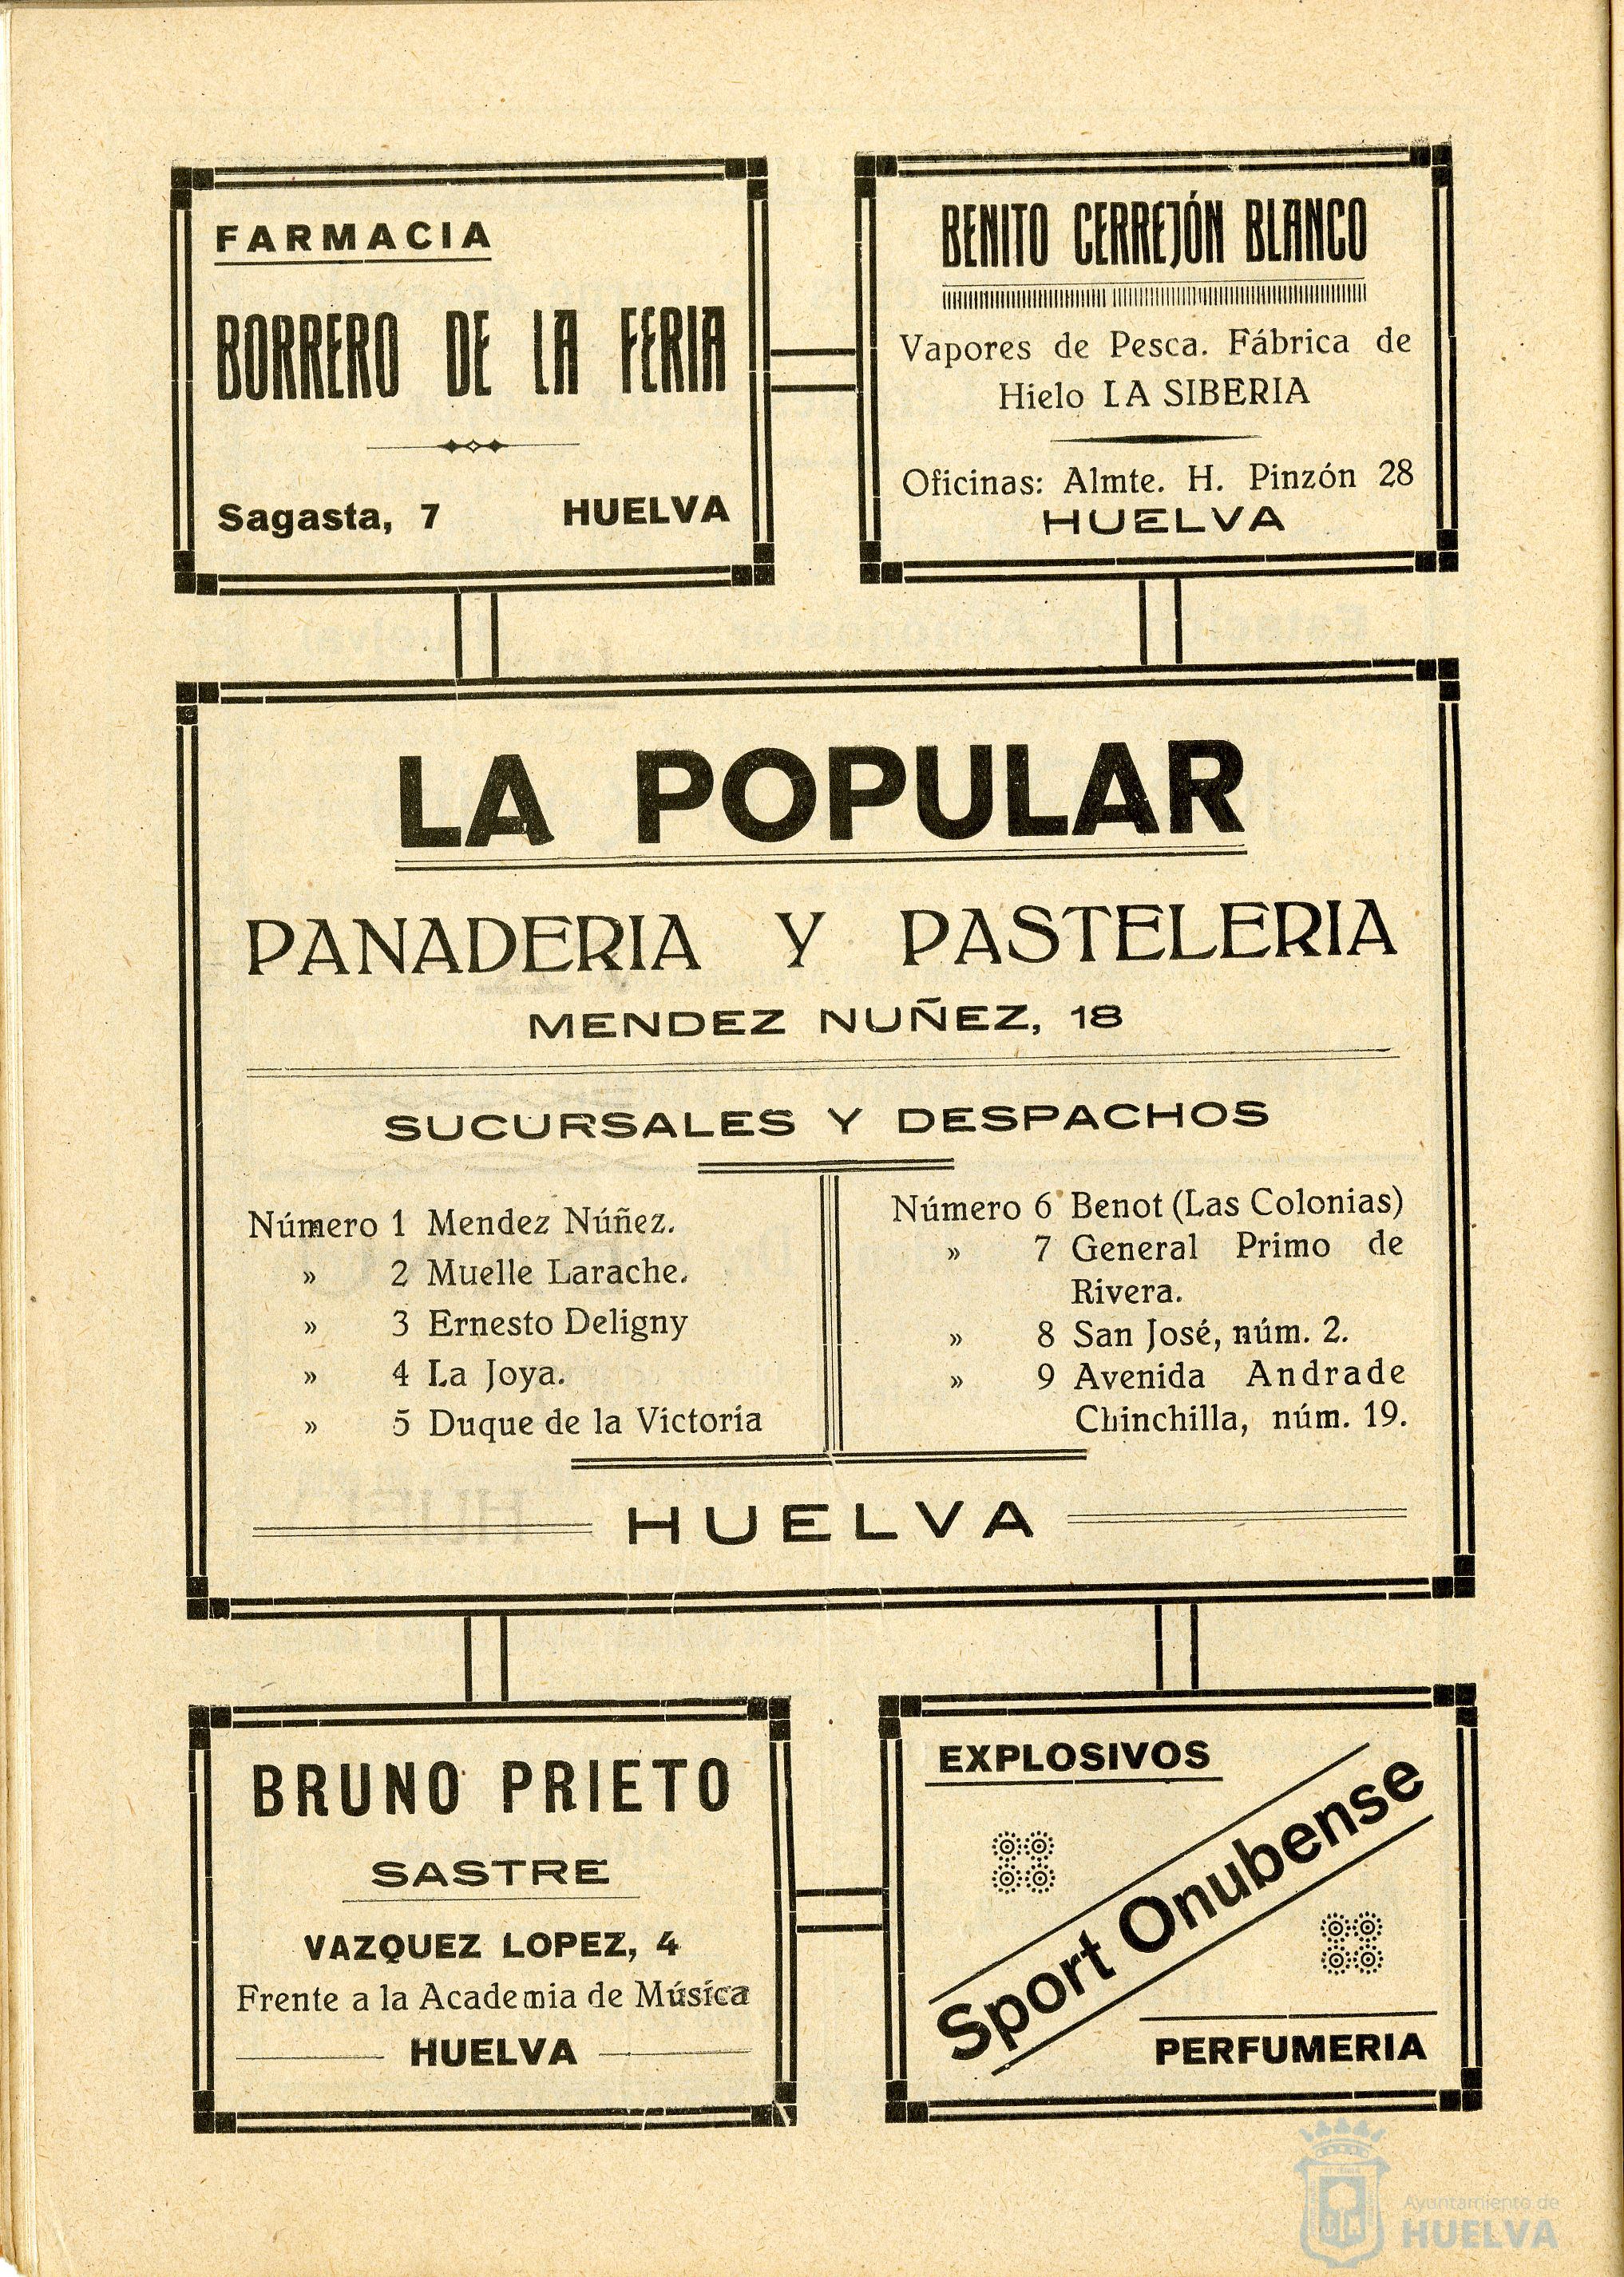 FARMACIA
BORRERO DE LA FERIA
Sagasta, 7 HUELVA
BENITO CERREJÓN BLANCO
Vapores de Pesca. Fábrica de
Hielo LA SIBERIA
Oficinas: Almte. H. Pinzón 28
HUELVA
LA POPULAR
PANADERIA Y PASTELERIA
MENDEZ NUÑEZ, 18
SUCURSALES Y DESPACHOS
Número 1 Mendez Núñez.
» 2 Muelle Larache.
» 3 Ernesto Deligny
» 4 La Joya.
» 5 Duque de la Victoria
Número 6 Benot (Las Colonias)
» 7 General Primo de
Rivera.
» 8 San José, núm. 2.
» 9 Avenida Andrade
Chinchilla, núm. 19.
HUELVA
BRUNO PRIETO
SASTRE
VAZQUEZ LOPEZ, 4
Frente a la Academia de Música
HUELVA
EXPLOSIVOS
Sport Onubense
PERFUMERIA
Ayuntamiento de
HUELVA